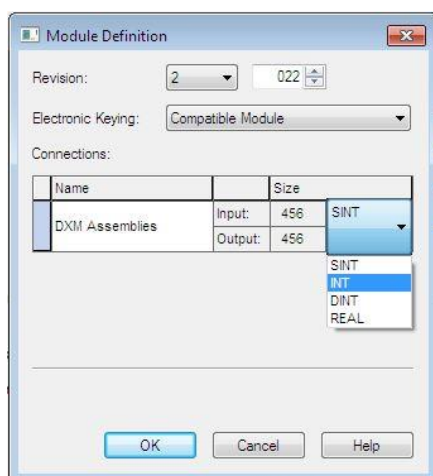 Module Definition
Revision: 2 022
Electronic Keying: Compatible Module
Connections:
Name Size
DXM Assemblies Input: 456 SINT
Output: 456
SINT
INT
DINT
REAL
OK Cancel Help